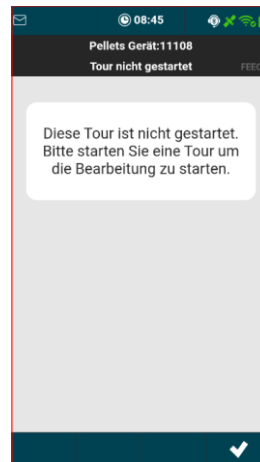 08:45
Pellets Gerät:11108
Tour nicht gestartet
FEE
Diese Tour ist nicht gestartet.
Bitte starten Sie eine Tour um
die Bearbeitung zu starten.